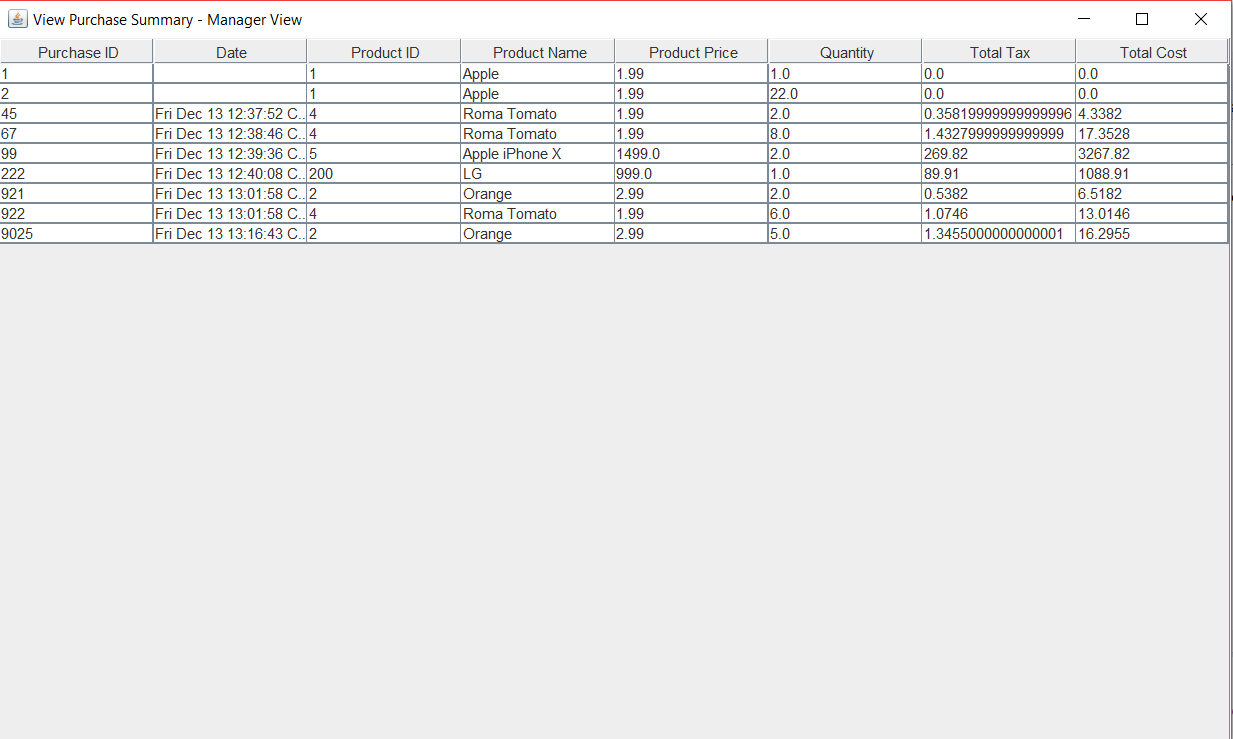 View Purchase Summary - Manager View
Purchase ID Date Product ID Product Name Product Price Quantity Total Tax Total Cost
1 1 Apple 1.99 1.0 0.0 0.0
2 1 Apple 1.99 22.0 0.0 0.0
45 Fri Dec 13 12:37:52 C... 4 Roma Tomato 1.99 2.0 0.35819999999999996 4.3382
67 Fri Dec 13 12:38:46 C... 4 Roma Tomato 1.99 8.0 1.4327999999999999 17.3528
99 Fri Dec 13 12:39:36 C... 5 Apple iPhone X 1499.0 2.0 269.82 3267.82
222 Fri Dec 13 12:40:08 C... 200 LG 999.0 1.0 89.91 1088.91
921 Fri Dec 13 13:01:58 C... 2 Orange 2.99 2.0 0.5382 6.5182
922 Fri Dec 13 13:01:58 C... 4 Roma Tomato 1.99 6.0 1.0746 13.0146
9025 Fri Dec 13 13:16:43 C... 2 Orange 2.99 5.0 1.3455000000000001 16.2955